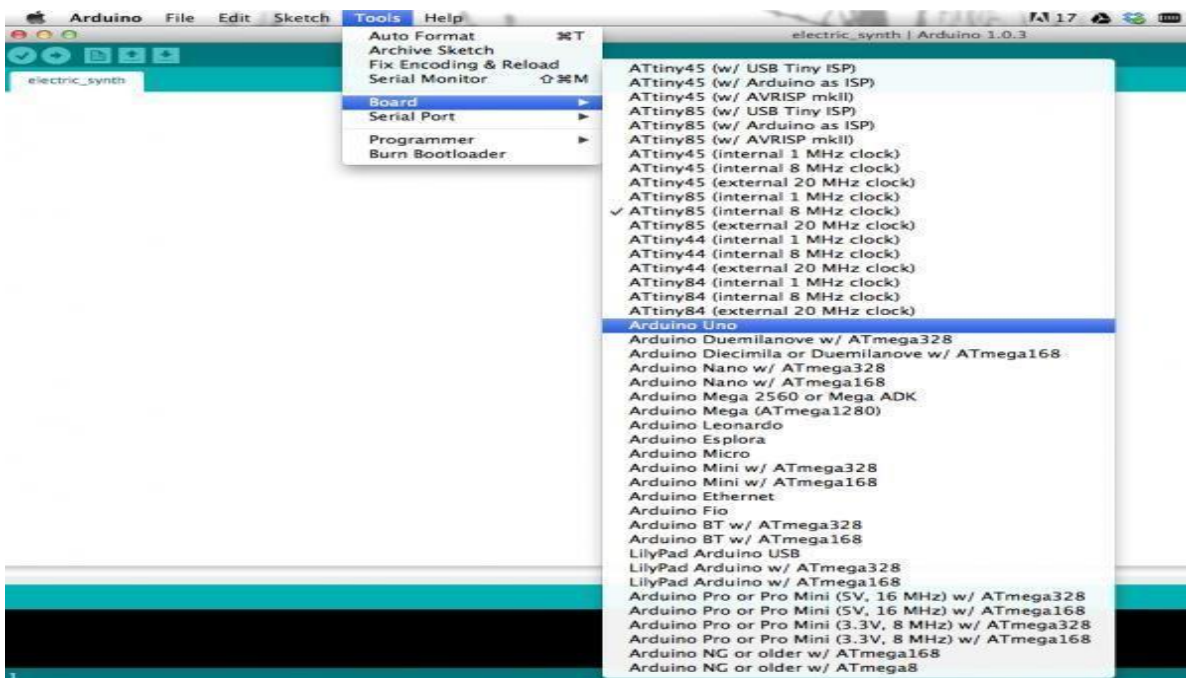 Arduino File Edit Sketch Tools Help 17
electric_synth | Arduino 1.0.3
electric_synth
Auto Format ⌘T
Archive Sketch
Fix Encoding & Reload
Serial Monitor ⇧⌘M
Board
Serial Port
Programmer
Burn Bootloader
ATtiny45 (w/ USB Tiny ISP)
ATtiny45 (w/ Arduino as ISP)
ATtiny45 (w/ AVRISP mkII)
ATtiny85 (w/ USB Tiny ISP)
ATtiny85 (w/ Arduino as ISP)
ATtiny85 (w/ AVRISP mkII)
ATtiny45 (internal 1 MHz clock)
ATtiny45 (internal 8 MHz clock)
ATtiny45 (external 20 MHz clock)
ATtiny85 (internal 1 MHz clock)
✓ ATtiny85 (internal 8 MHz clock)
ATtiny85 (external 20 MHz clock)
ATtiny44 (internal 1 MHz clock)
ATtiny44 (internal 8 MHz clock)
ATtiny44 (external 20 MHz clock)
ATtiny84 (internal 1 MHz clock)
ATtiny84 (internal 8 MHz clock)
ATtiny84 (external 20 MHz clock)
Arduino Uno
Arduino Duemilanove w/ ATmega328
Arduino Diecimila or Duemilanove w/ ATmega168
Arduino Nano w/ ATmega328
Arduino Nano w/ ATmega168
Arduino Mega 2560 or Mega ADK
Arduino Mega (ATmega1280)
Arduino Leonardo
Arduino Esplora
Arduino Micro
Arduino Mini w/ ATmega328
Arduino Mini w/ ATmega168
Arduino Ethernet
Arduino Fio
Arduino BT w/ ATmega328
Arduino BT w/ ATmega168
LilyPad Arduino USB
LilyPad Arduino w/ ATmega328
LilyPad Arduino w/ ATmega168
Arduino Pro or Pro Mini (5V, 16 MHz) w/ ATmega328
Arduino Pro or Pro Mini (5V, 16 MHz) w/ ATmega168
Arduino Pro or Pro Mini (3.3V, 8 MHz) w/ ATmega328
Arduino Pro or Pro Mini (3.3V, 8 MHz) w/ ATmega168
Arduino NG or older w/ ATmega168
Arduino NG or older w/ ATmega8
1